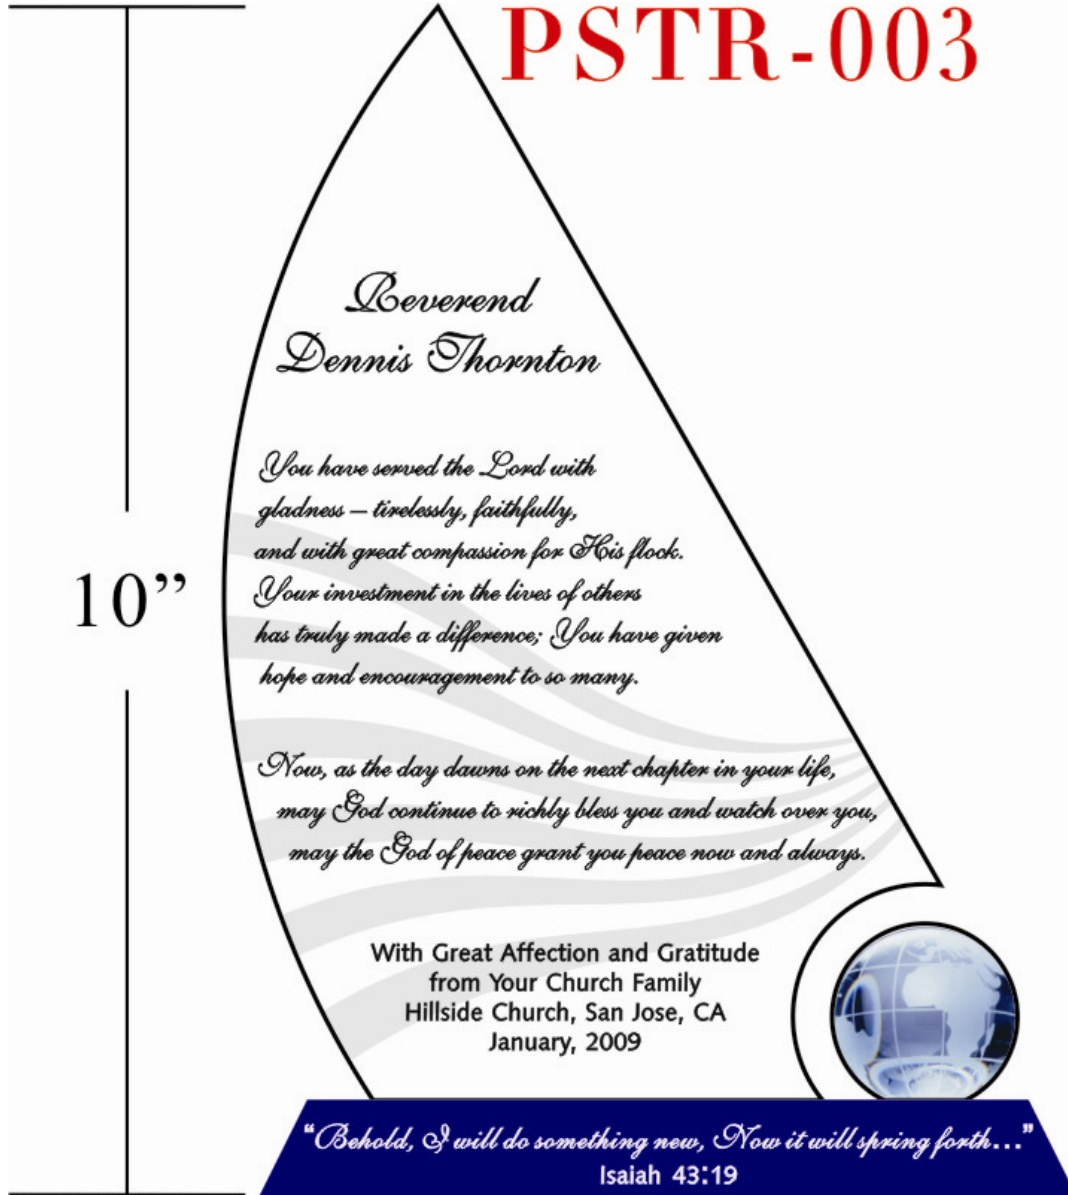 PSTR-003
10”
Reverend
Dennis Thornton
You have served the Lord with
gladness – tirelessly, faithfully,
and with great compassion for His flock.
Your investment in the lives of others
has truly made a difference; You have given
hope and encouragement to so many.
Now, as the day dawns on the next chapter in your life,
may God continue to richly bless you and watch over you,
may the God of peace grant you peace now and always.
With Great Affection and Gratitude
from Your Church Family
Hillside Church, San Jose, CA
January, 2009
“Behold, I will do something new, Now it will spring forth...”
Isaiah 43:19